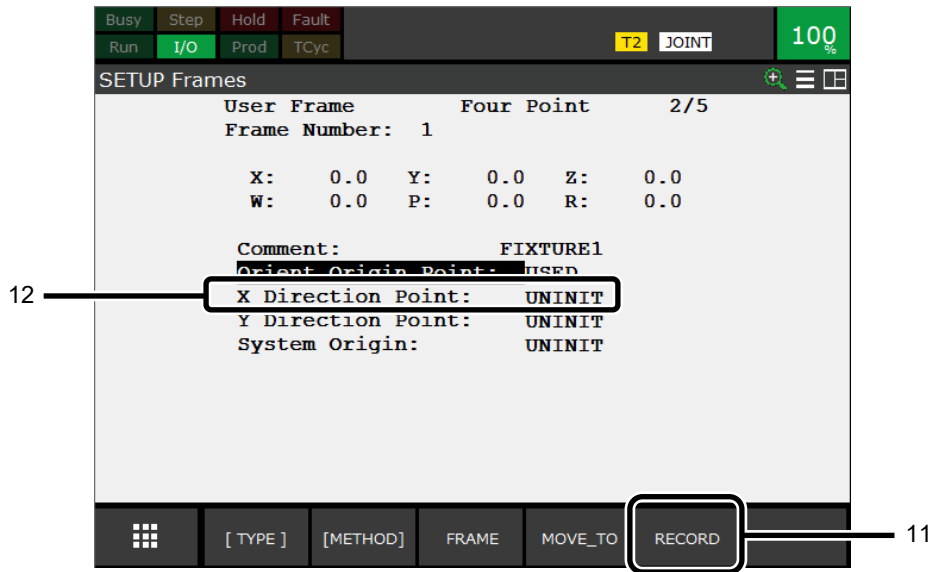 Busy Step Hold Fault
Run I/O Prod TCyc T2 JOINT 100%
SETUP Frames
User Frame Four Point 2/5
Frame Number: 1
X: 0.0 Y: 0.0 Z: 0.0
W: 0.0 P: 0.0 R: 0.0
Comment: FIXTURE1
Orient Origin Point: USED
12
X Direction Point: UNINIT
Y Direction Point: UNINIT
System Origin: UNINIT
[ TYPE ] [METHOD] FRAME MOVE_TO RECORD 11